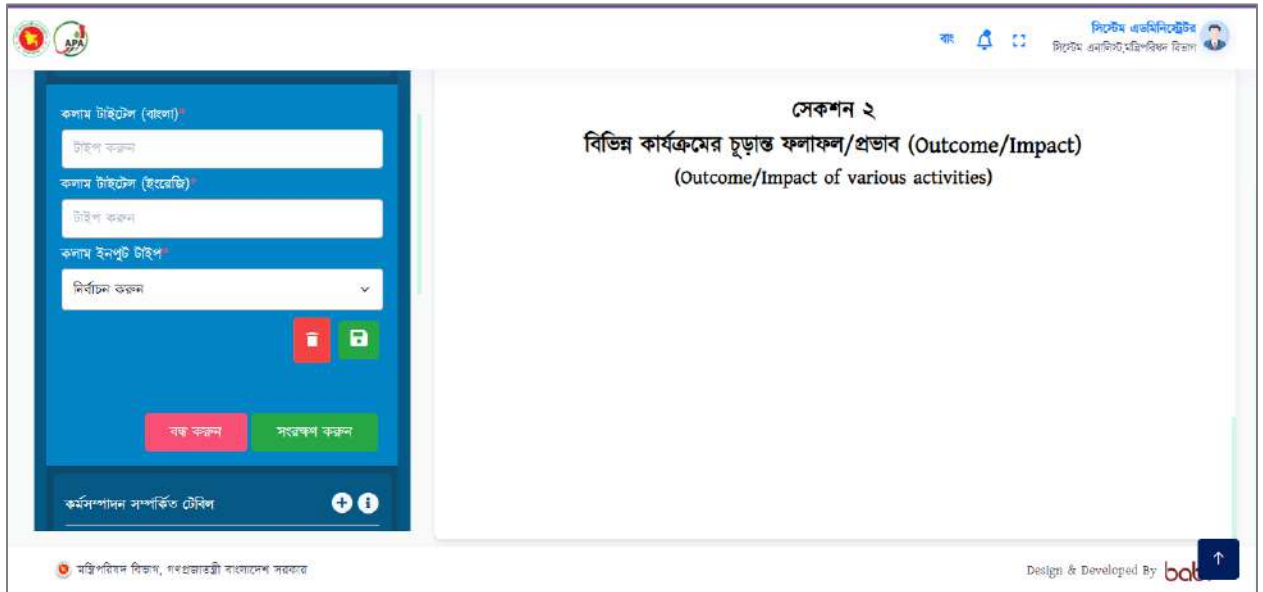 APA
বাং
সিস্টেম এডমিনিস্ট্রেটর
সিস্টেম এনালিস্ট,মন্ত্রিপরিষদ বিভাগ
কলাম টাইটেল (বাংলা)*
টাইপ করুন
কলাম টাইটেল (ইংরেজি)*
টাইপ করুন
কলাম ইনপুট টাইপ*
নির্বাচন করুন
বন্ধ করুন
সংরক্ষণ করুন
কর্মসম্পাদন সম্পর্কিত টেবিল
সেকশন ২
বিভিন্ন কার্যক্রমের চূড়ান্ত ফলাফল/প্রভাব (Outcome/Impact)
(Outcome/Impact of various activities)
মন্ত্রিপরিষদ বিভাগ, গণপ্রজাতন্ত্রী বাংলাদেশ সরকার
Design & Developed By